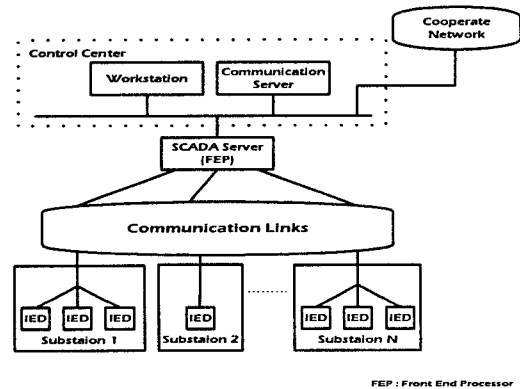 Cooperate
Network
Control Center
Workstation
Communication
Server
SCADA Server
(FEP)
Communication Links
IED IED IED
Substaion 1
IED
Substaion 2
IED IED IED
Substaion N
FEP : Front End Processor